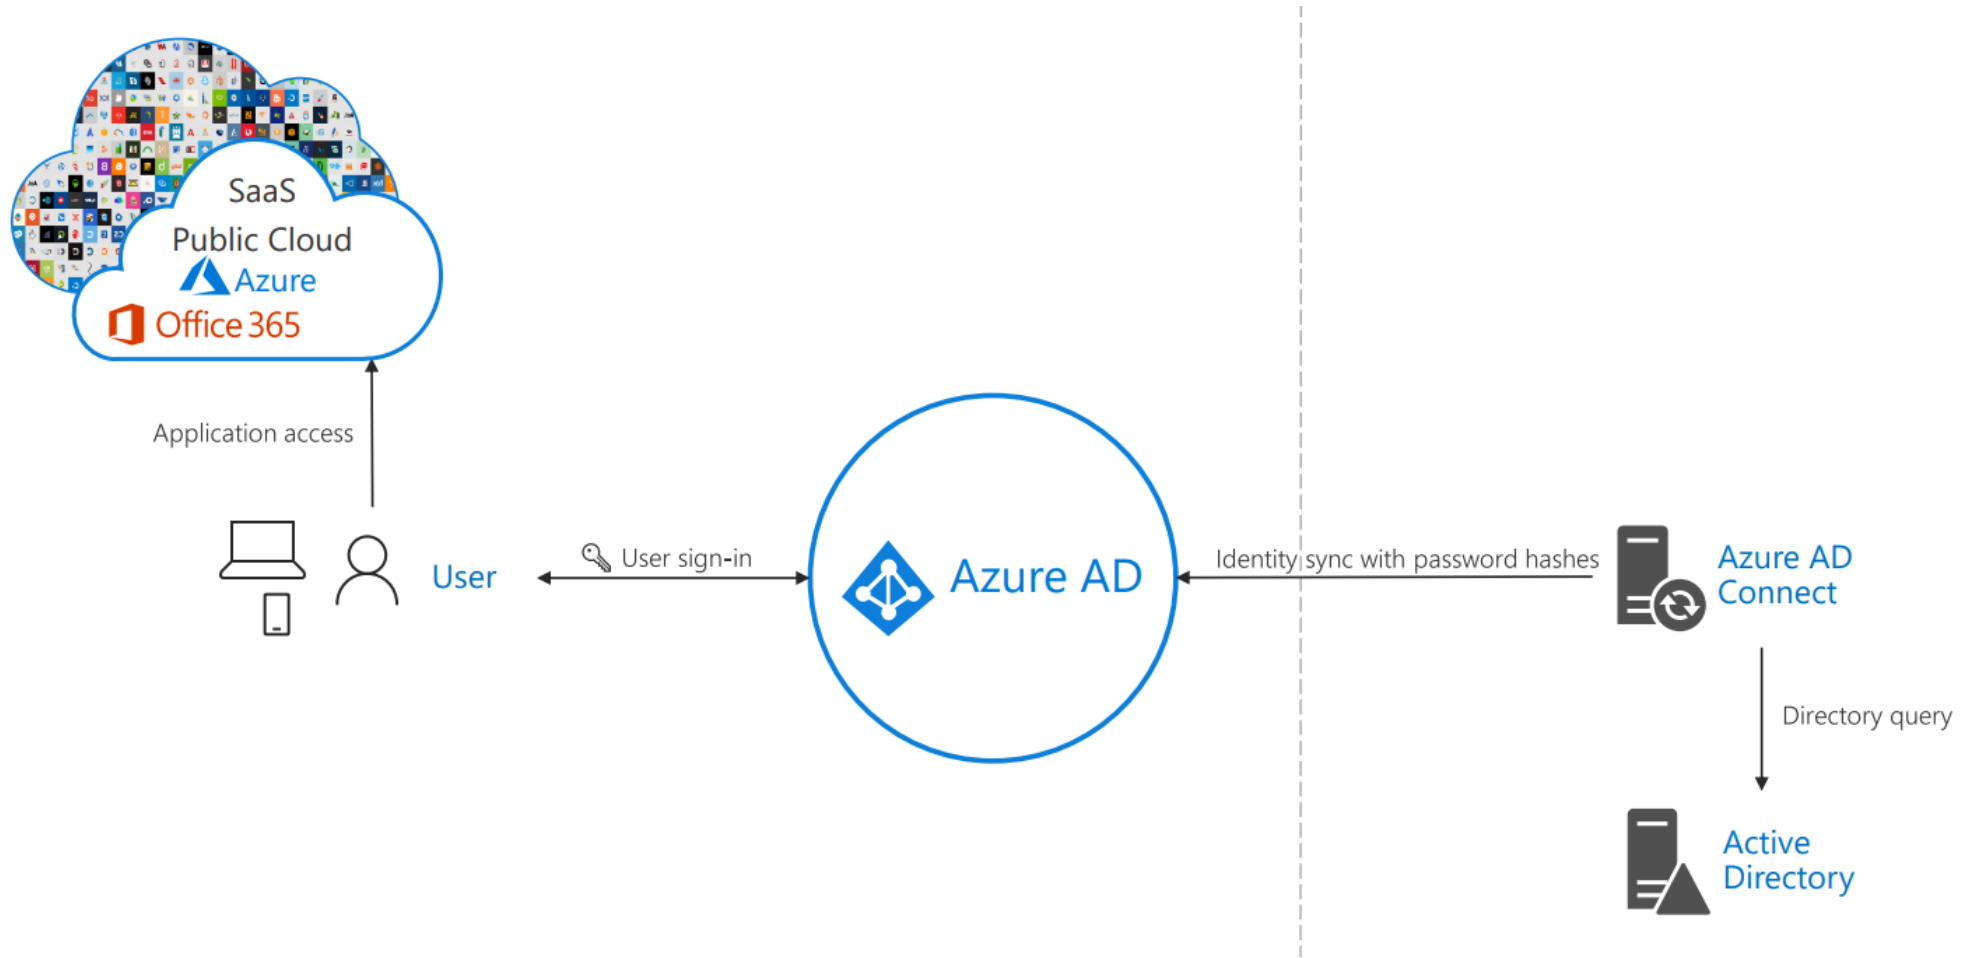 SaaS
Public Cloud
Azure
Office 365
Application access
User
User sign-in
Azure AD
Identity sync with password hashes
Azure AD
Connect
Directory query
Active
Directory